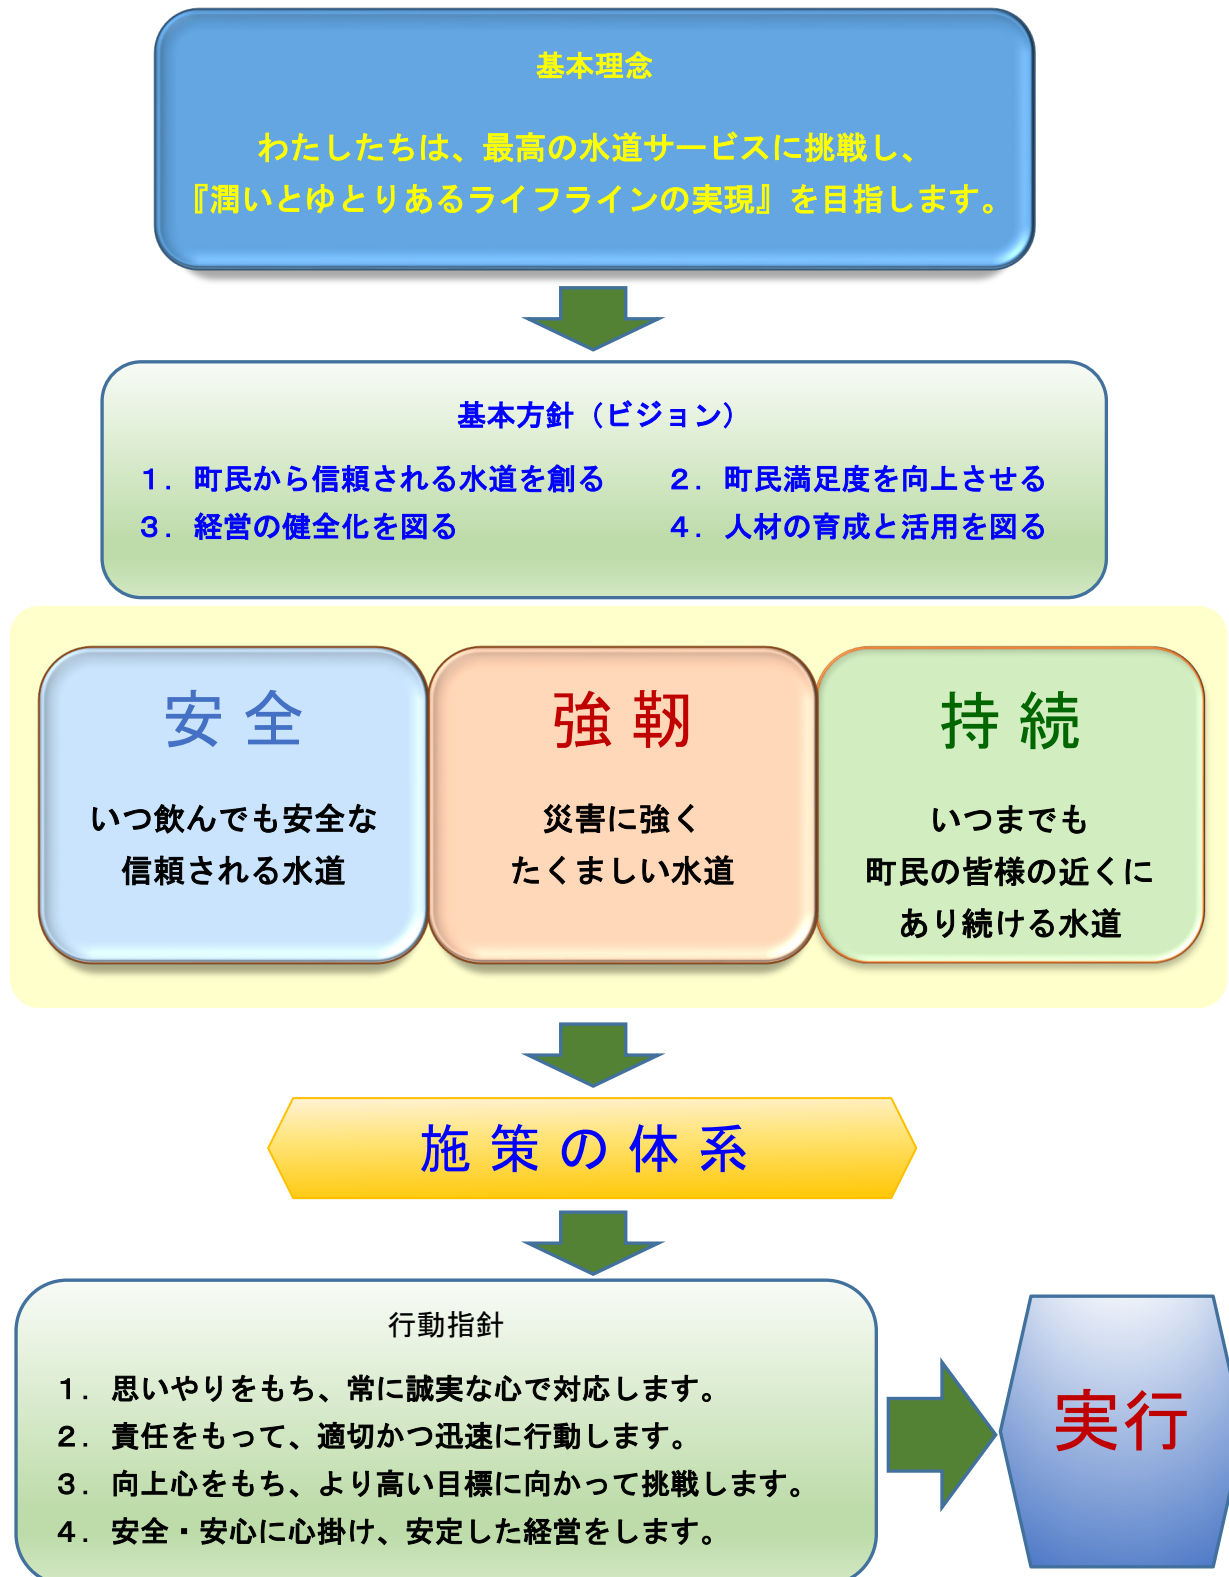 基本理念
わたしたちは、最高の水道サービスに挑戦し、
『潤いとゆとりあるライフラインの実現』を目指します。
基本方針（ビジョン）
１．町民から信頼される水道を創る　２．町民満足度を向上させる
３．経営の健全化を図る　４．人材の育成と活用を図る
安全
いつ飲んでも安全な
信頼される水道
強靭
災害に強く
たくましい水道
持続
いつまでも
町民の皆様の近くに
あり続ける水道
施策の体系
行動指針
１．思いやりをもち、常に誠実な心で対応します。
２．責任をもって、適切かつ迅速に行動します。
３．向上心をもち、より高い目標に向かって挑戦します。
４．安全・安心に心掛け、安定した経営をします。
実行